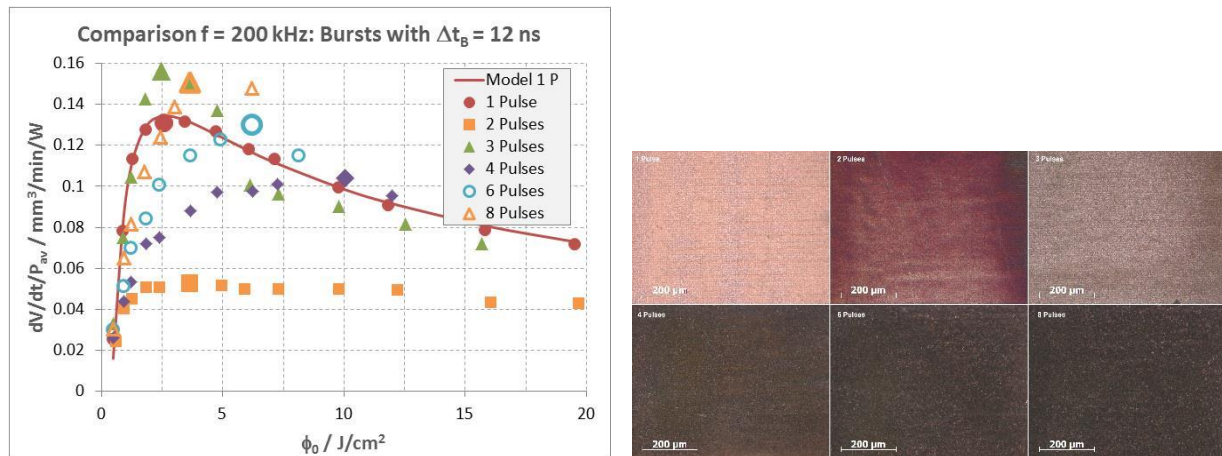 Comparison f = 200 kHz: Bursts with Δt_B = 12 ns
0.16
0.14
0.12
0.1
0.08
0.06
0.04
0.02
0
dV/dt/P_av / mm³/min/W
Model 1 P
1 Pulse
2 Pulses
3 Pulses
4 Pulses
6 Pulses
8 Pulses
0 5 10 15 20
ϕ₀ / J/cm²
1 Pulse
200 µm
2 Pulses
200 µm
3 Pulses
200 µm
4 Pulses
200 µm
6 Pulses
200 µm
8 Pulses
200 µm